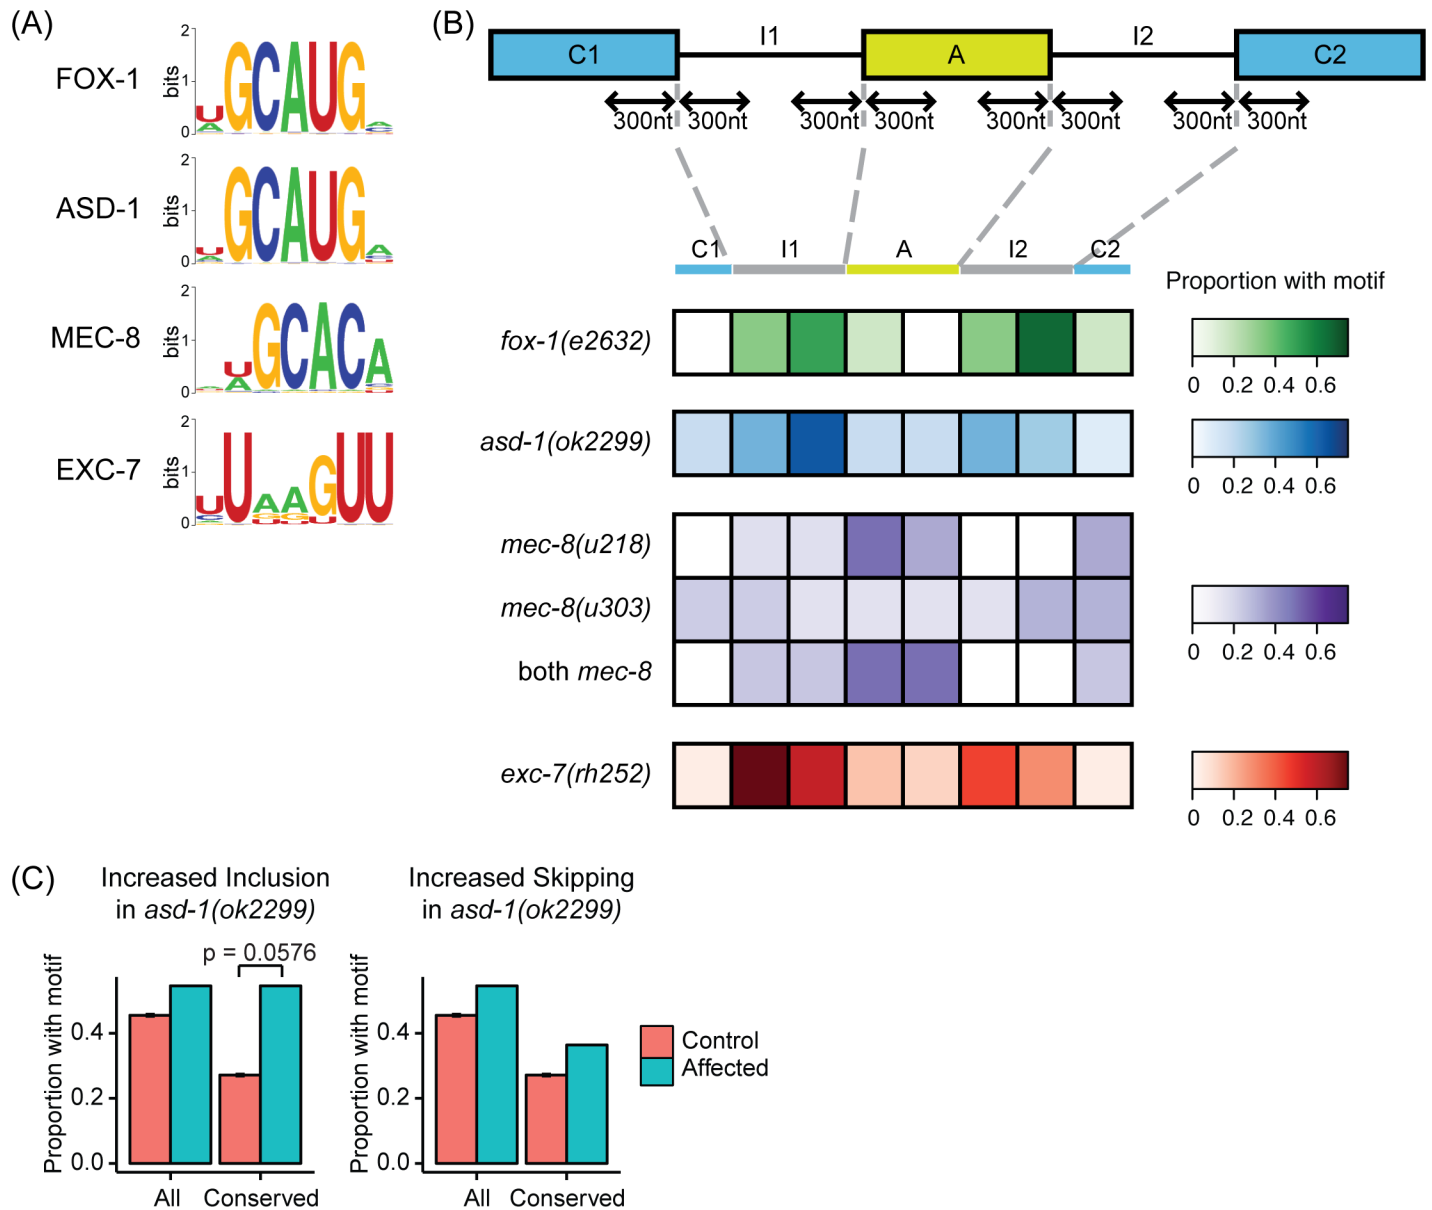 (A)
FOX-1
bits
2
1
0
UGCAUGA
A C
ASD-1
bits
2
1
0
UGCAUGA
MEC-8
bits
2
1
0
UGCACA
A
EXC-7
bits
2
1
0
UUAAGUU
C GGU
UU
(B)
C1 I1 A I2 C2
300nt 300nt 300nt 300nt 300nt 300nt 300nt 300nt
C1 I1 A I2 C2
Proportion with motif
fox-1(e2632)
0 0.2 0.4 0.6
asd-1(ok2299)
0 0.2 0.4 0.6
mec-8(u218)
mec-8(u303)
both mec-8
0 0.2 0.4 0.6
exc-7(rh252)
0 0.2 0.4 0.6
(C)
Increased Inclusion
in asd-1(ok2299)
p = 0.0576
Proportion with motif
0.4
0.2
0.0
All Conserved
Increased Skipping
in asd-1(ok2299)
Proportion with motif
0.4
0.2
0.0
All Conserved
Control
Affected